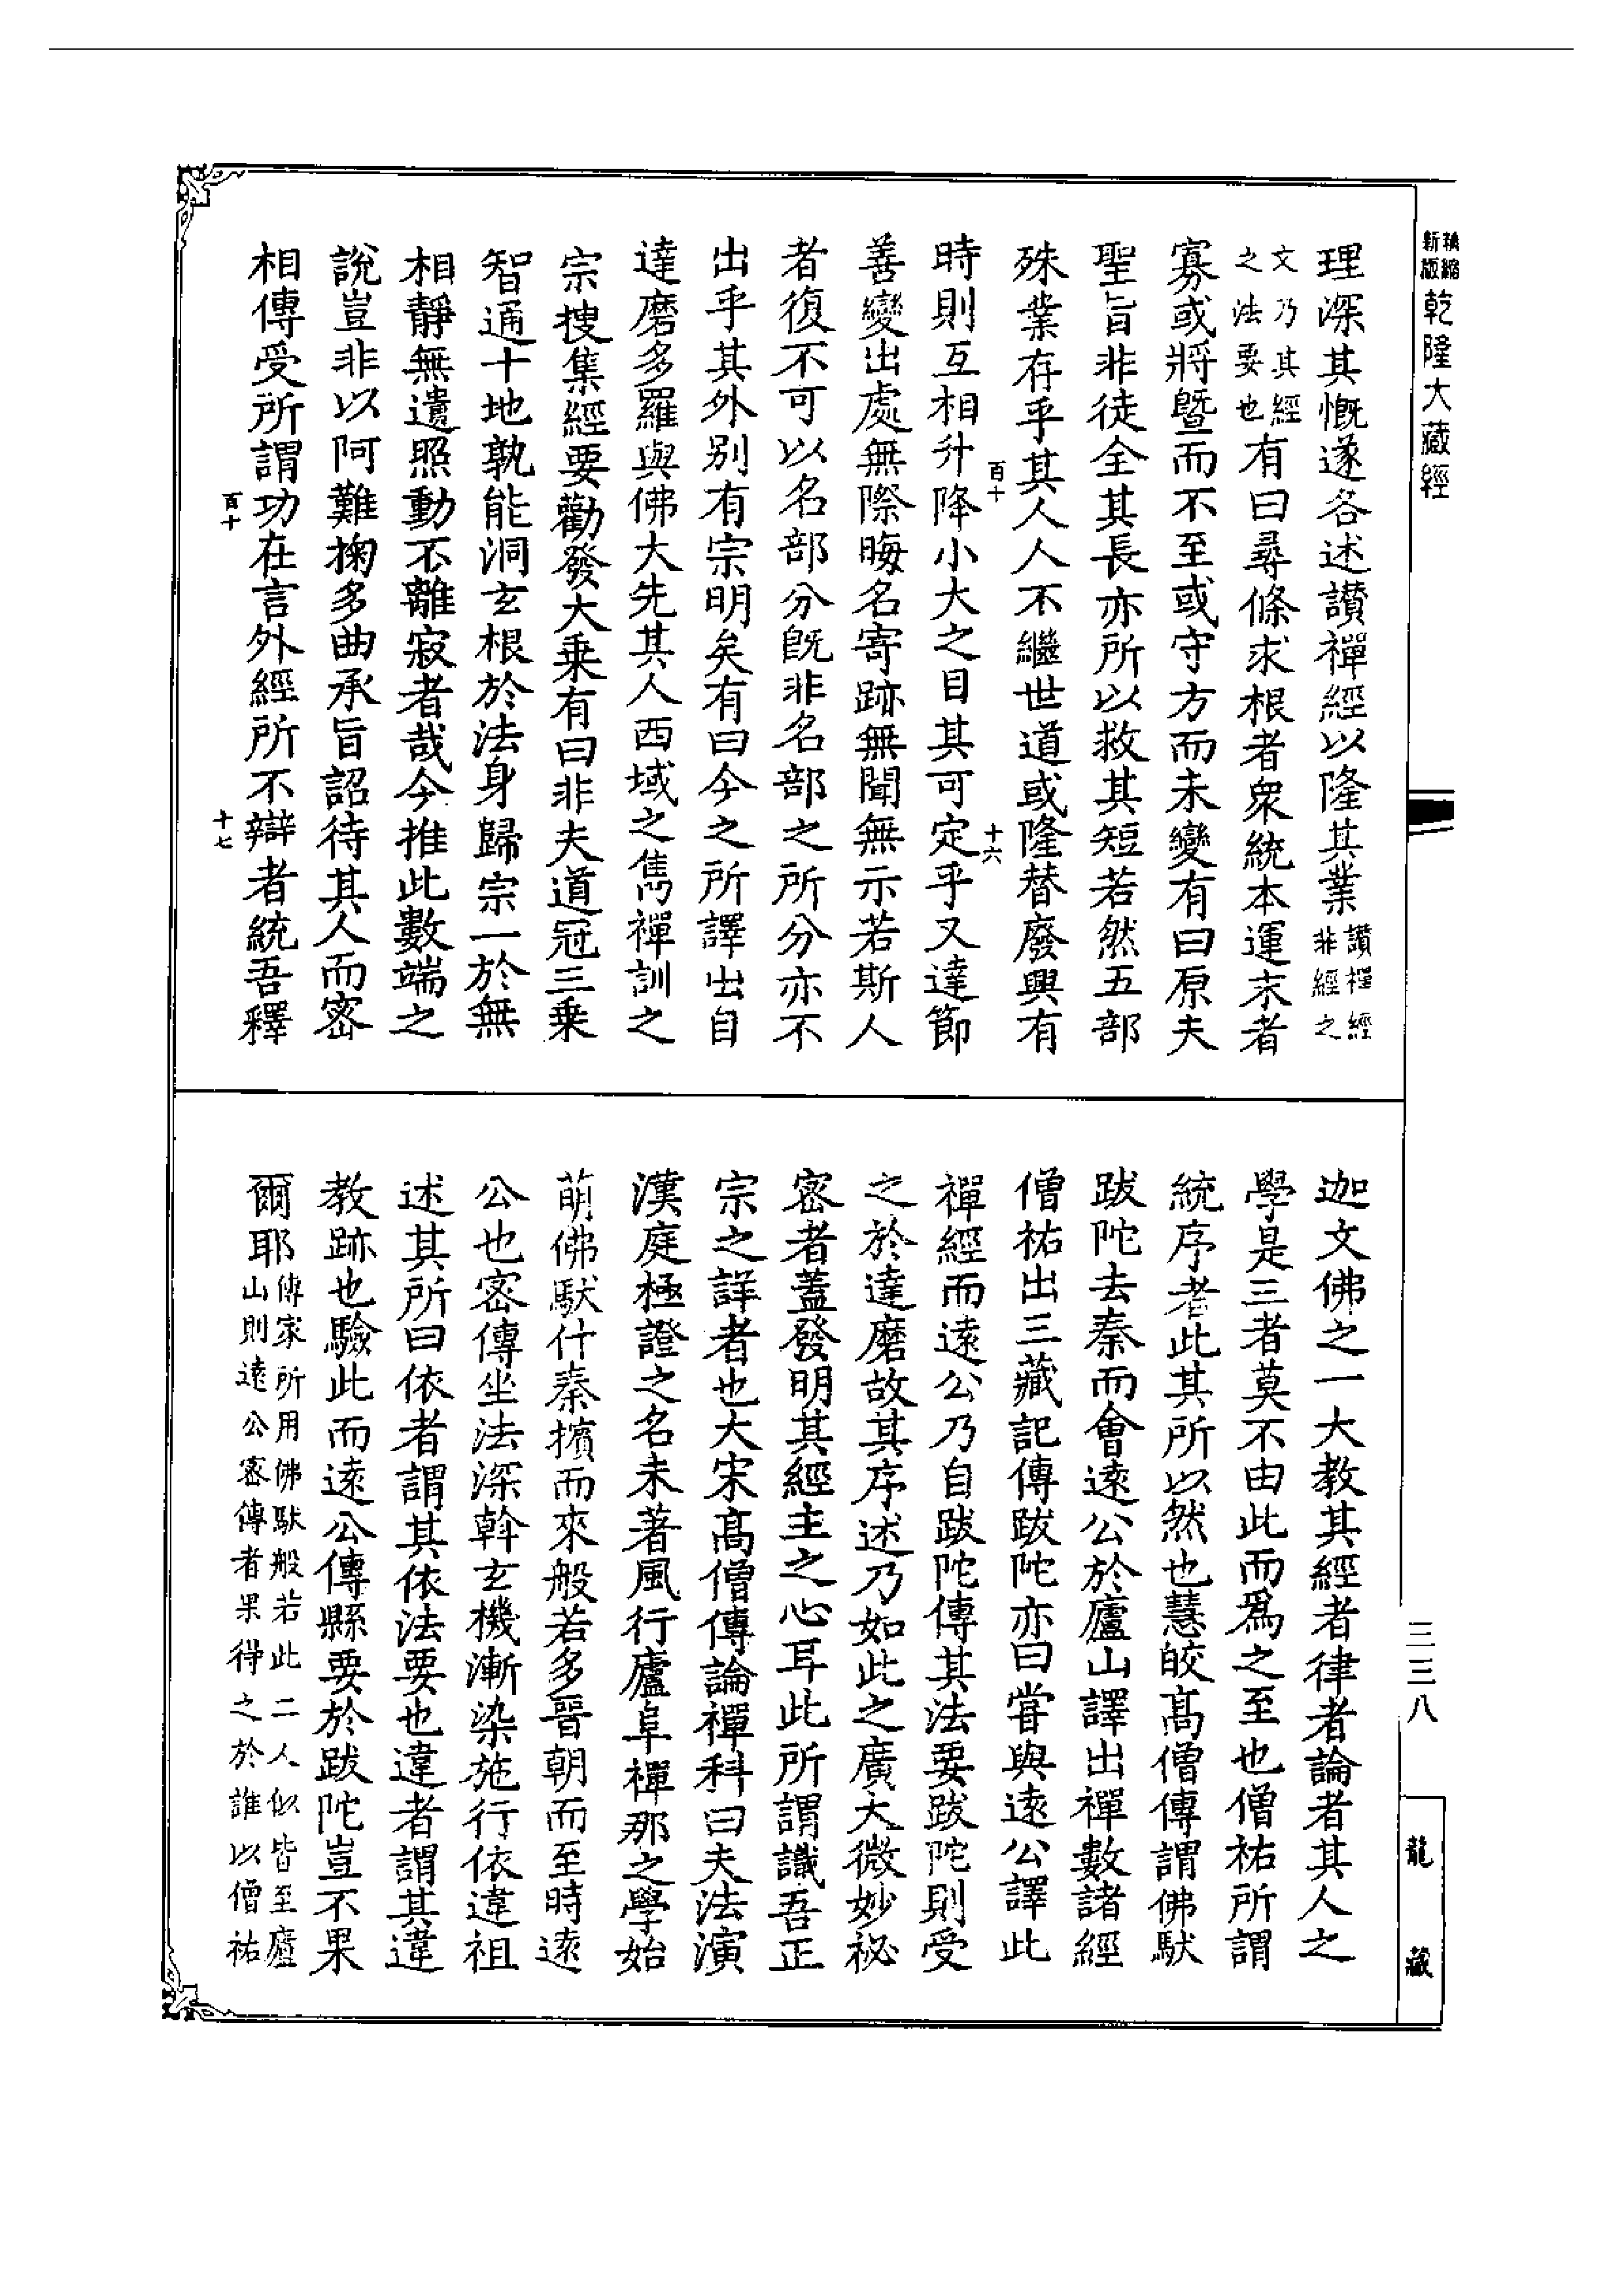 新版精縮乾隆大藏經
理深其慨遂各述讚禪經以隆其業讚禪經非經之
文乃其經之法要也有曰尋條求根者衆統本運末者
寡或將曁而不至或守方而未變有曰原夫
聖旨非徒全其長亦所以救其短若然五部
殊業存乎其人人不繼世道或隆替廢興有
百十
十六
時則互相升降小大之目其可定乎又達節
善變出處無際晦名寄跡無聞無示若斯人
者復不可以名部分旣非名部之所分亦不
出乎其外別有宗明矣有曰今之所譯出自
達磨多羅與佛大先其人西域之雋禪訓之
宗搜集經要勸發大乗有曰非夫道冠三乗
智通十地孰能洞玄根於法身歸宗一於無
相靜無遺照動不離寂者哉今推此數端之
說豈非以阿難掬多曲承旨詔待其人而密
相傳受所謂功在言外經所不辯者統吾釋
百十
十七
迦文佛之一大教其經者律者論者其人之
學是三者莫不由此而爲之至也僧祐所謂
統序者此其所以然也慧皎高僧傳謂佛馱
跋陀去秦而會遠公於廬山譯出禪數諸經
僧祐出三藏記傳跋陀亦曰甞與遠公譯此
禪經而遠公乃自跋陀傳其法要跋陀則受
之於達磨故其序述乃如此之廣大微妙祕
密者蓋發明其經主之心耳此所謂識吾正
宗之詳者也大宋高僧傳論禪科曰夫法演
漢庭極證之名未著風行廬阜禪那之學始
萌佛馱什秦擯而來般若多晉朝而至時遠
公也密傳坐法深斡玄機漸染施行依違祖
述其所曰依者謂其依法要也違者謂其違
教跡也驗此而遠公傳縣要於跋陀豈不果
爾耶傳家所用佛馱般若此二人似皆至廬山則遠公密傳者果得之於誰以僧祐
三三八
龍藏